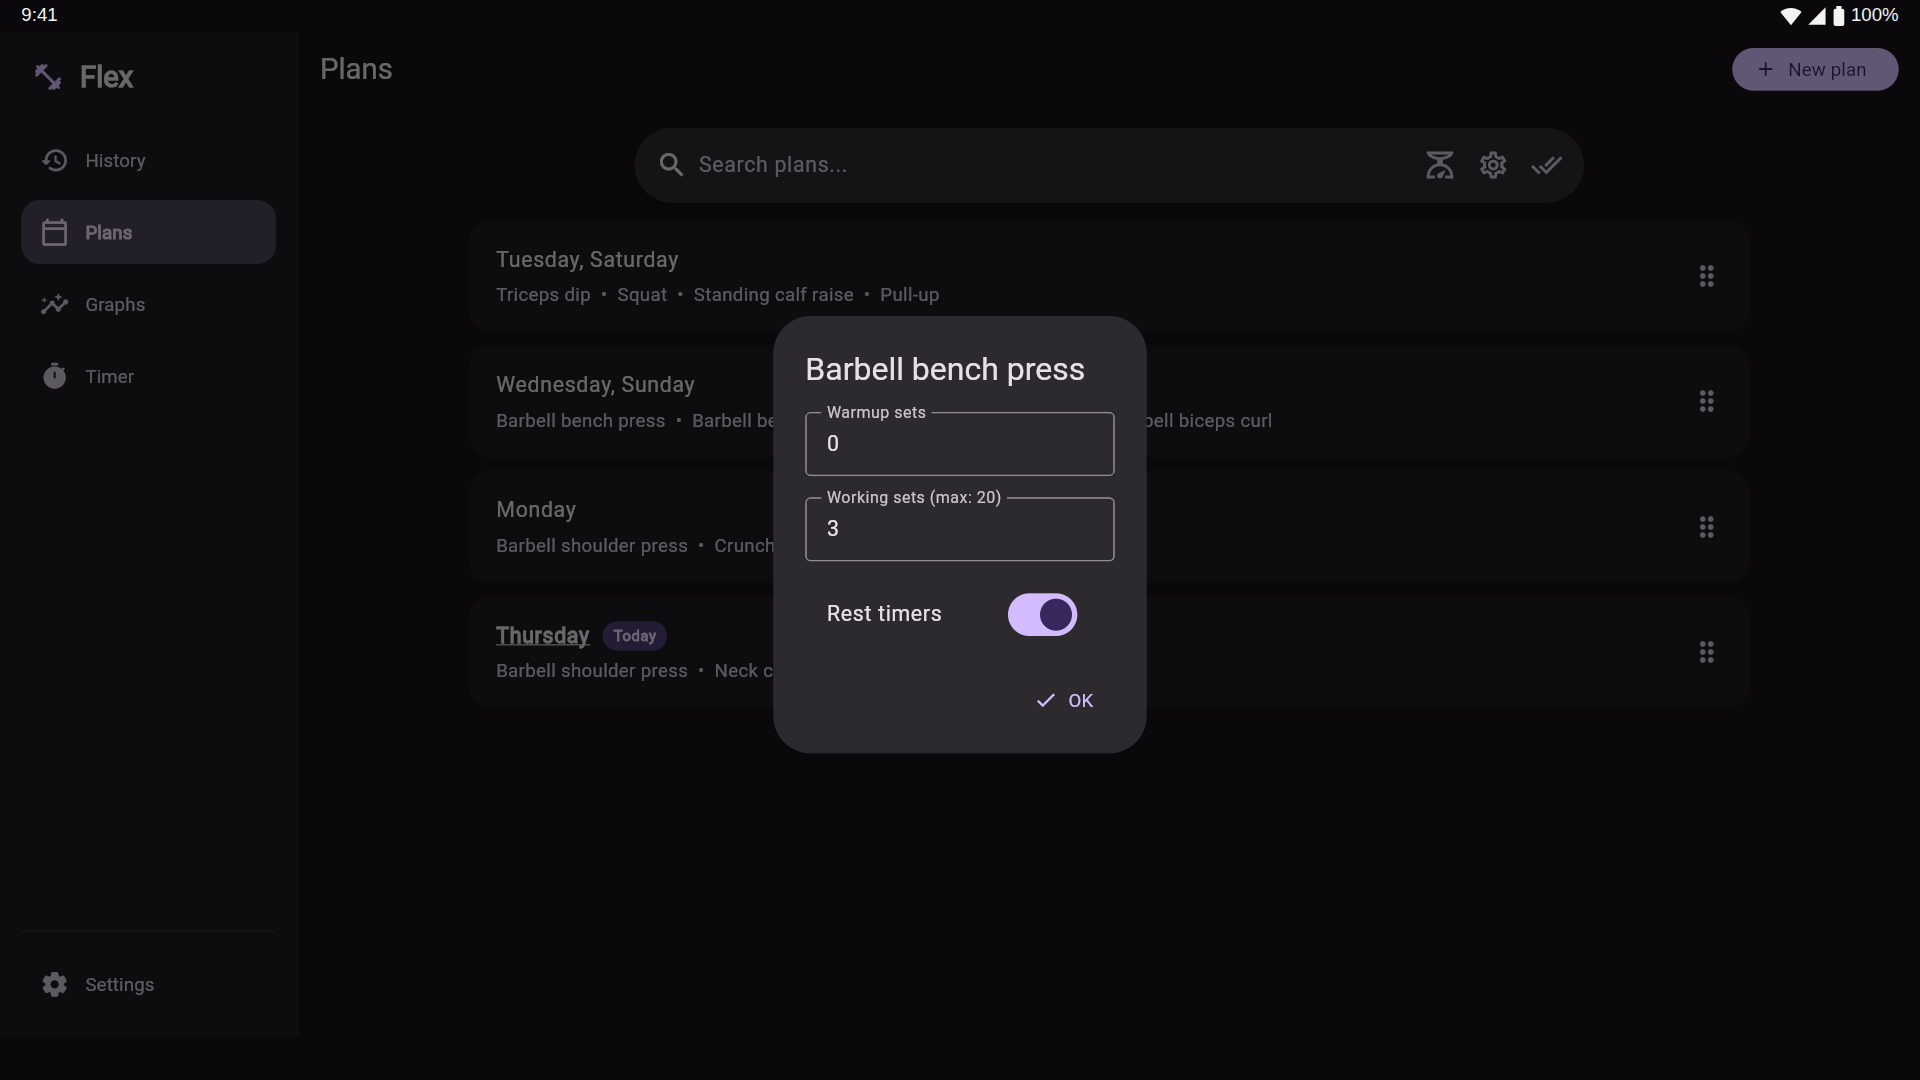 9:41
100%
Flex
Plans
New plan
History
Search plans...
Plans
Graphs
Timer
Tuesday, Saturday
Triceps dip • Squat • Standing calf raise • Pull-up
Wednesday, Sunday
Barbell bench press • Barbell be
bell biceps curl
Monday
Barbell shoulder press • Crunch
Thursday Today
Barbell shoulder press • Neck c
Barbell bench press
Warmup sets
0
Working sets (max: 20)
3
Rest timers
OK
Settings